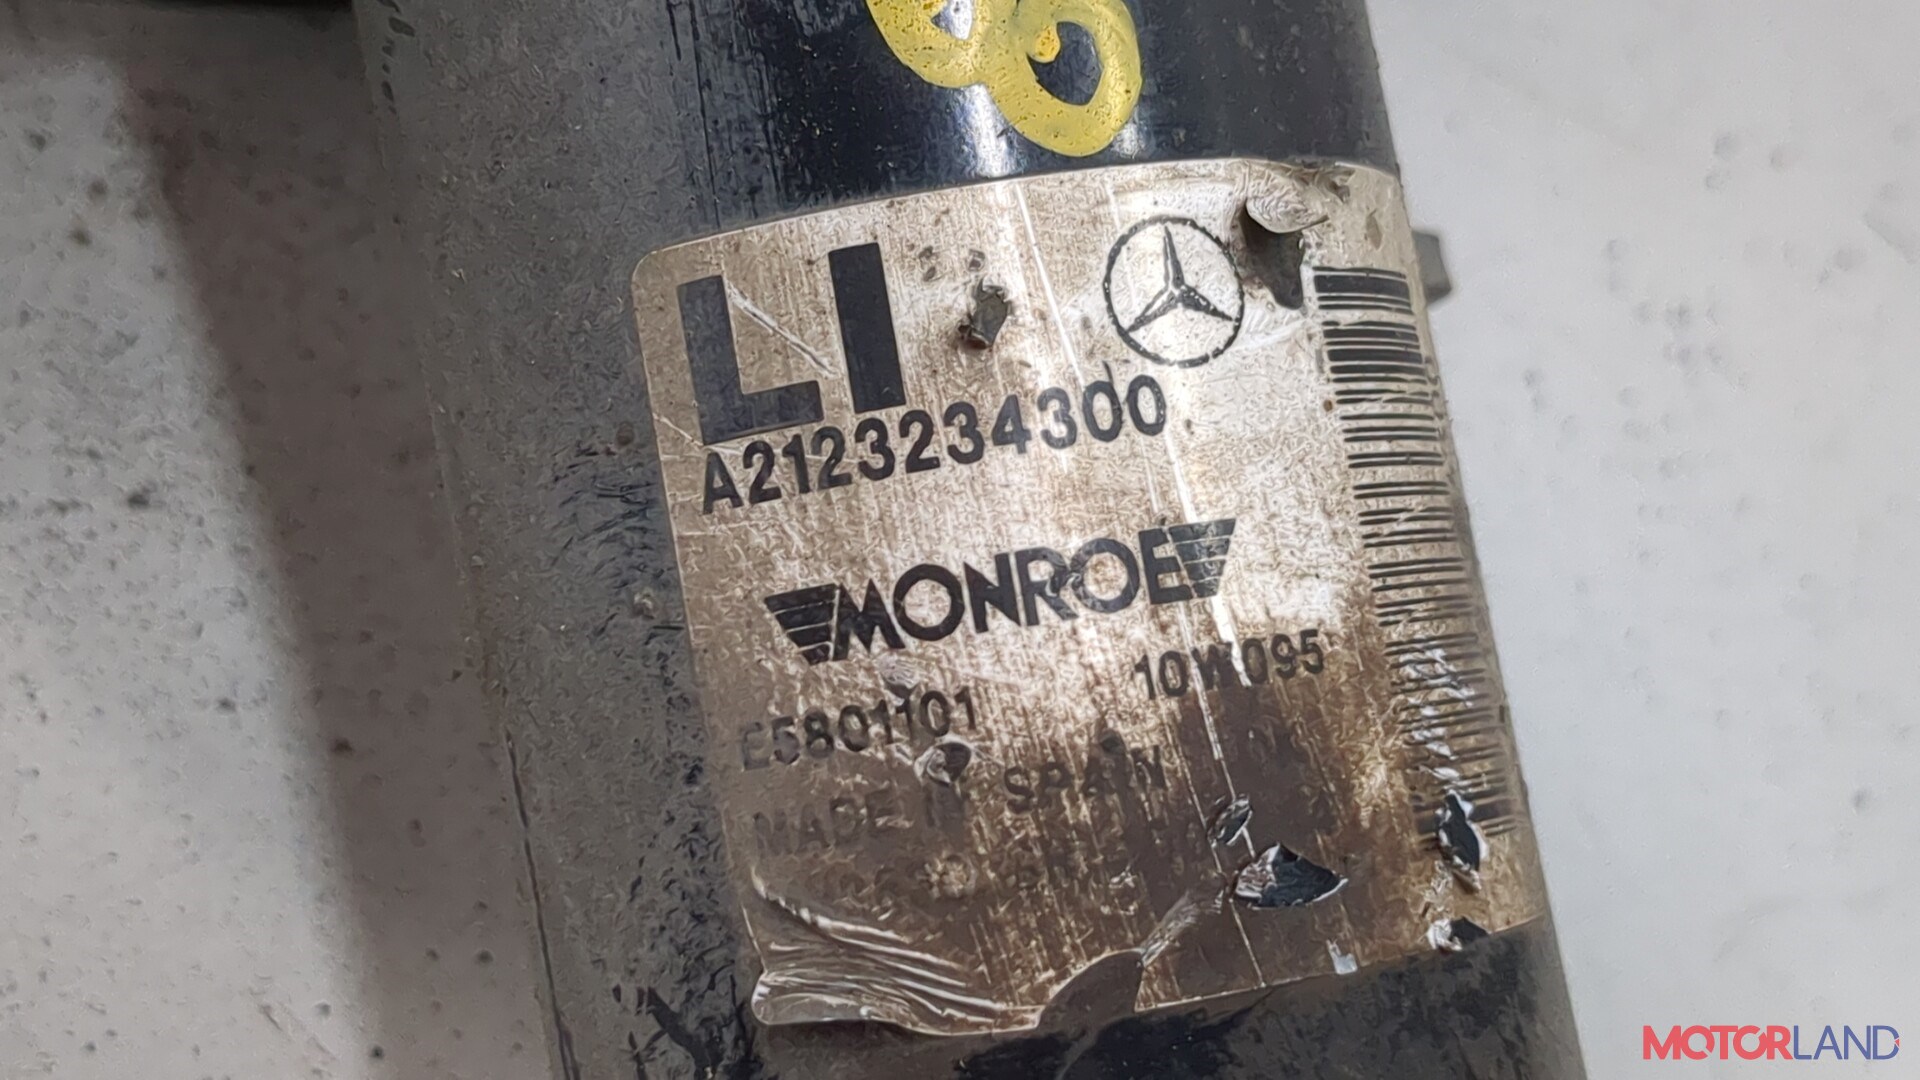 LI
A2123234300
MONROE
E5801101 10W095
MADE IN SPAIN
MOTORLAND